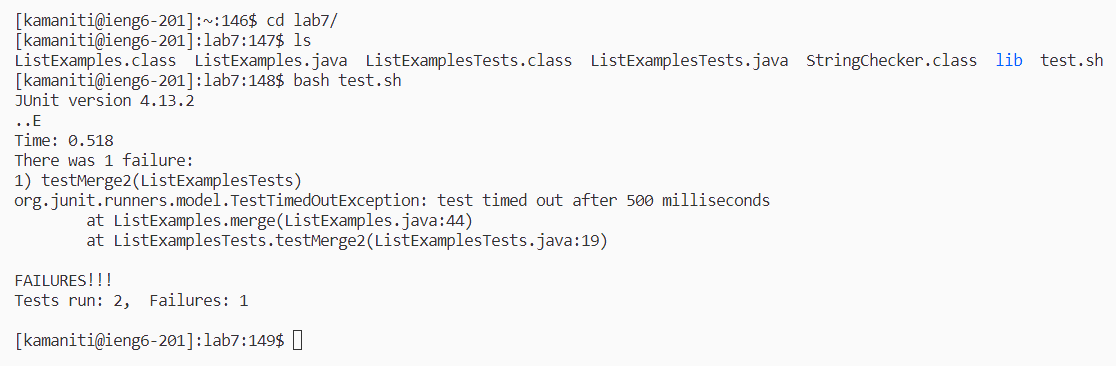 [kamaniti@ieng6-201]:~:146$ cd lab7/
[kamaniti@ieng6-201]:lab7:147$ ls
ListExamples.class  ListExamples.java  ListExamplesTests.class  ListExamplesTests.java  StringChecker.class  lib  test.sh
[kamaniti@ieng6-201]:lab7:148$ bash test.sh
JUnit version 4.13.2
..E
Time: 0.518
There was 1 failure:
1) testMerge2(ListExamplesTests)
org.junit.runners.model.TestTimedOutException: test timed out after 500 milliseconds
        at ListExamples.merge(ListExamples.java:44)
        at ListExamplesTests.testMerge2(ListExamplesTests.java:19)

FAILURES!!!
Tests run: 2,  Failures: 1

[kamaniti@ieng6-201]:lab7:149$